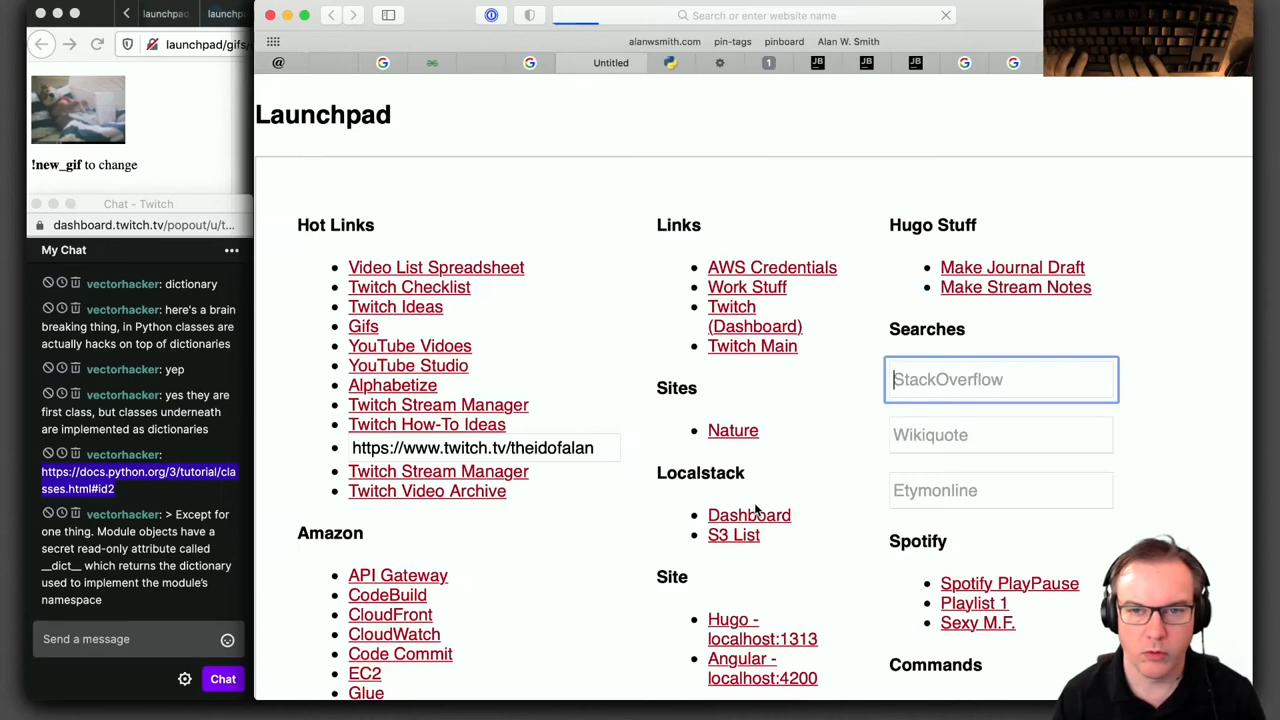 launchpad
launchpad
launchpad/gifs/
!new_gif to change
Chat - Twitch
dashboard.twitch.tv/popout/u/t...
My Chat
vectorhacker: dictionary
vectorhacker: here's a brain
breaking thing, in Python classes are
actually hacks on top of dictionaries
vectorhacker: yep
vectorhacker: yes they are
first class, but classes underneath
are implemented as dictionaries
vectorhacker:
https://docs.python.org/3/tutorial/cla
sses.html#id2
vectorhacker: > Except for
one thing. Module objects have a
secret read-only attribute called
__dict__ which returns the dictionary
used to implement the module's
namespace
Send a message
Chat
Search or enter website name
alanwsmith.com
pin-tags
pinboard
Alan W. Smith
Untitled
Launchpad
Hot Links
Video List Spreadsheet
Twitch Checklist
Twitch Ideas
Gifs
YouTube Vidoes
YouTube Studio
Alphabetize
Twitch Stream Manager
Twitch How-To Ideas
https://www.twitch.tv/theidofalan
Twitch Stream Manager
Twitch Video Archive
Amazon
API Gateway
CodeBuild
CloudFront
CloudWatch
Code Commit
EC2
Glue
Links
AWS Credentials
Work Stuff
Twitch
(Dashboard)
Twitch Main
Sites
Nature
Localstack
Dashboard
S3 List
Site
Hugo -
localhost:1313
Angular -
localhost:4200
Hugo Stuff
Make Journal Draft
Make Stream Notes
Searches
StackOverflow
Wikiquote
Etymonline
Spotify
Spotify PlayPause
Playlist 1
Sexy M.F.
Commands